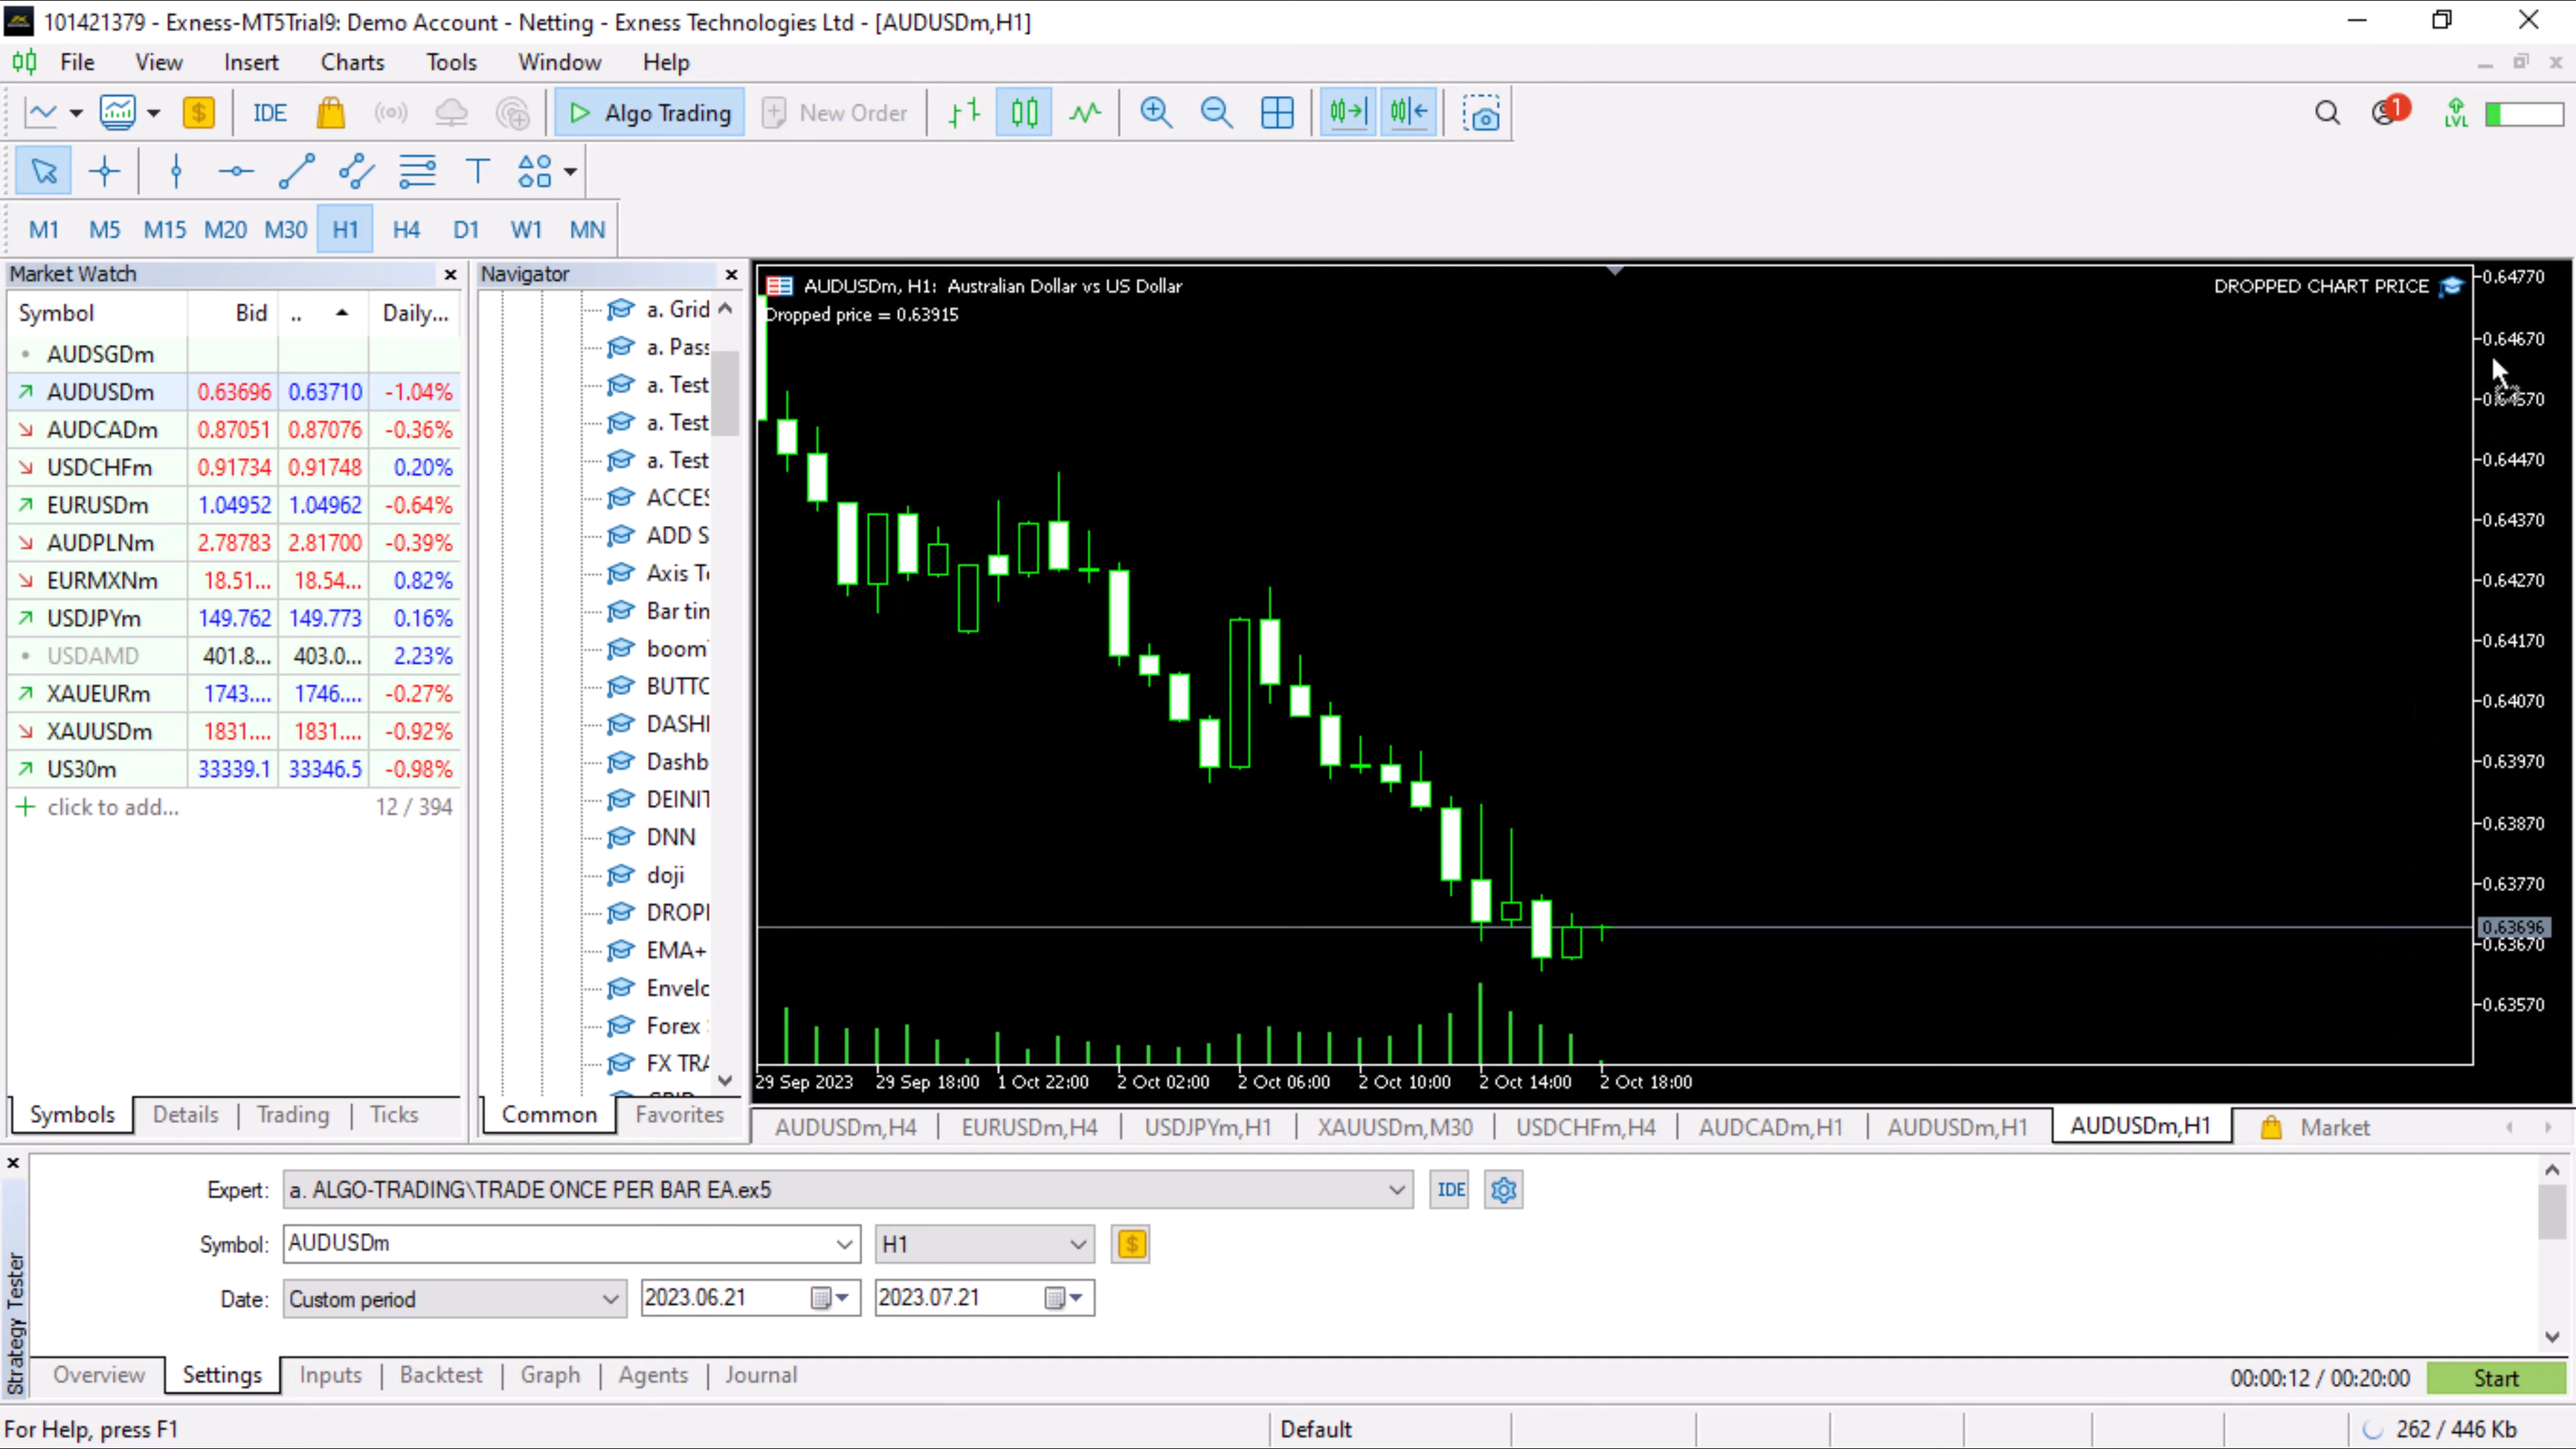 101421379 - Exness-MT5Trial9: Demo Account - Netting - Exness Technologies Ltd - [AUDUSDm,H1]
File View Insert Charts Tools Window Help
IDE Algo Trading New Order 1 LVL
M1 M5 M15 M20 M30 H1 H4 D1 W1 MN
Market Watch
Symbol Bid .. Daily...
AUDSGDm
AUDUSDm 0.63696 0.63710 -1.04%
AUDCADm 0.87051 0.87076 -0.36%
USDCHFm 0.91734 0.91748 0.20%
EURUSDm 1.04952 1.04962 -0.64%
AUDPLNm 2.78783 2.81700 -0.39%
EURMXNm 18.51... 18.54... 0.82%
USDJPYm 149.762 149.773 0.16%
USDAMD 401.8... 403.0... 2.23%
XAUEURm 1743.... 1746.... -0.27%
XAUUSDm 1831.... 1831.... -0.92%
US30m 33339.1 33346.5 -0.98%
click to add... 12 / 394
Symbols Details Trading Ticks
Navigator
a. Grid
a. Pass
a. Test
a. Test
a. Test
ACCES
ADD S
Axis T
Bar tin
boom
BUTTO
DASH
Dashb
DEINIT
DNN
doji
DROP
EMA+
Envelo
Forex
FX TRA
Common Favorites
AUDUSDm, H1: Australian Dollar vs US Dollar
DROPPED CHART PRICE
Dropped price = 0.63915
0.64770
0.64670
0.64470
0.64370
0.64270
0.64170
0.64070
0.63970
0.63870
0.63770
0.63696
0.63670
0.63570
29 Sep 2023 29 Sep 18:00 1 Oct 22:00 2 Oct 02:00 2 Oct 06:00 2 Oct 10:00 2 Oct 14:00 2 Oct 18:00
AUDUSDm,H4 EURUSDm,H4 USDJPYm,H1 XAUUSDm,M30 USDCHFm,H4 AUDCADm,H1 AUDUSDm,H1 AUDUSDm,H1 Market
Strategy Tester
Expert: a. ALGO-TRADING\TRADE ONCE PER BAR EA.ex5 IDE
Symbol: AUDUSDm H1
Date: Custom period 2023.06.21 2023.07.21
Overview Settings Inputs Backtest Graph Agents Journal 00:00:12 / 00:20:00 Start
For Help, press F1 Default 262 / 446 Kb